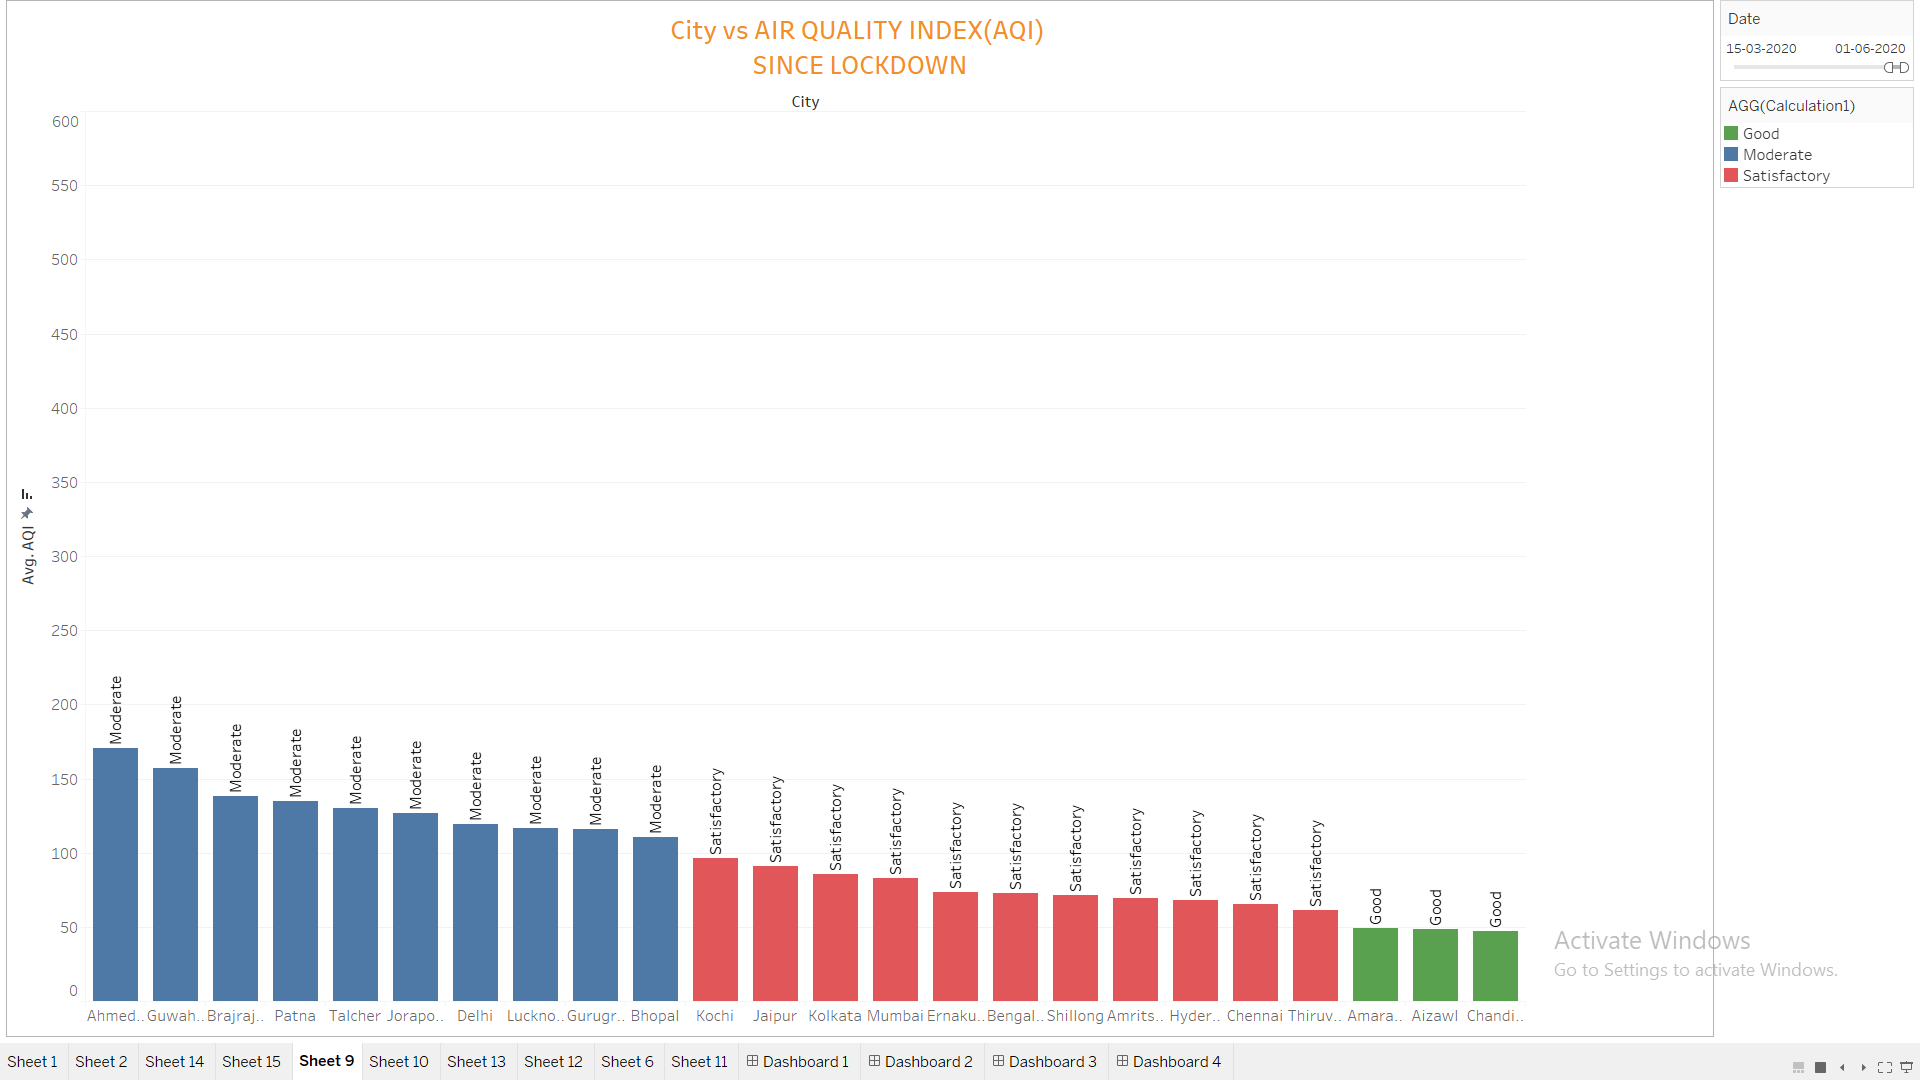 City vs AIR QUALITY INDEX(AQI)
SINCE LOCKDOWN
City
600
550
500
450
400
350
300
250
200
150
100
50
0
Avg. AQI
Moderate
Moderate
Moderate
Moderate
Moderate
Moderate
Moderate
Moderate
Moderate
Moderate
Satisfactory
Satisfactory
Satisfactory
Satisfactory
Satisfactory
Satisfactory
Satisfactory
Satisfactory
Satisfactory
Satisfactory
Satisfactory
Good
Good
Good
Ahmed.. Guwah.. Brajraj.. Patna Talcher Jorapo.. Delhi Luckno.. Gurugr.. Bhopal Kochi Jaipur Kolkata Mumbai Ernaku.. Bengal.. Shillong Amrits.. Hyder.. Chennai Thiruv.. Amara.. Aizawl Chandi..
Date
15-03-2020 01-06-2020
AGG(Calculation1)
Good
Moderate
Satisfactory
Activate Windows
Go to Settings to activate Windows.
Sheet 1 Sheet 2 Sheet 14 Sheet 15 Sheet 9 Sheet 10 Sheet 13 Sheet 12 Sheet 6 Sheet 11 Dashboard 1 Dashboard 2 Dashboard 3 Dashboard 4